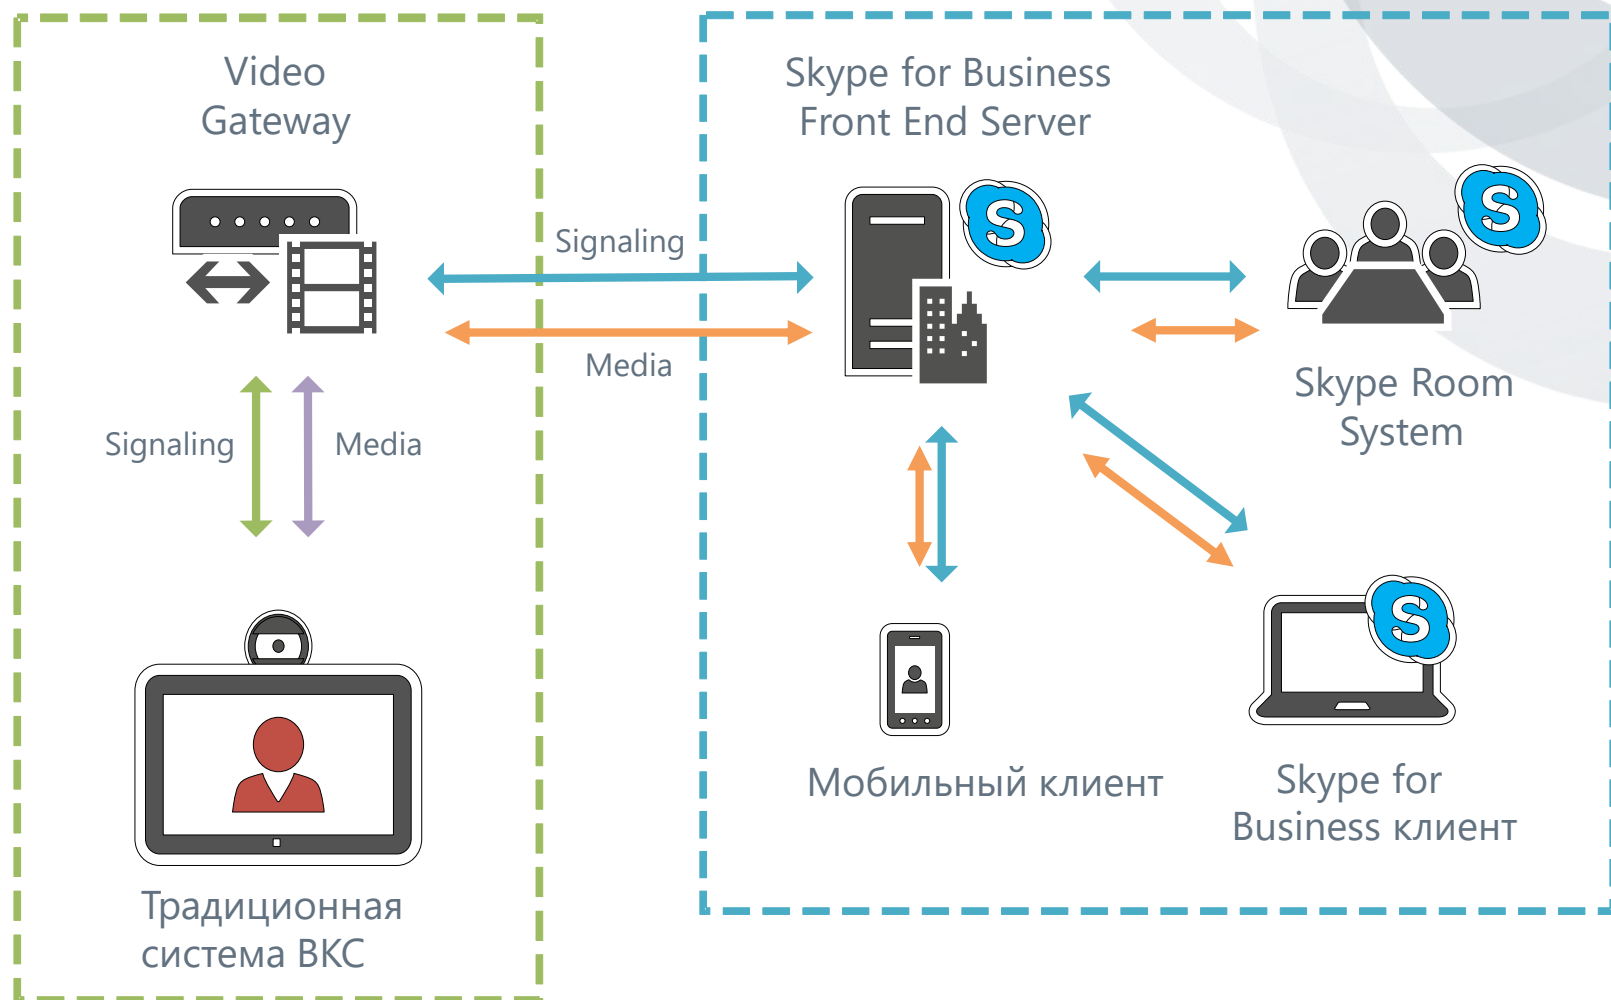 Video
Gateway
Skype for Business
Front End Server
Signaling
Media
Skype Room
System
Signaling
Media
Мобильный клиент
Skype for
Business клиент
Традиционная
система ВКС